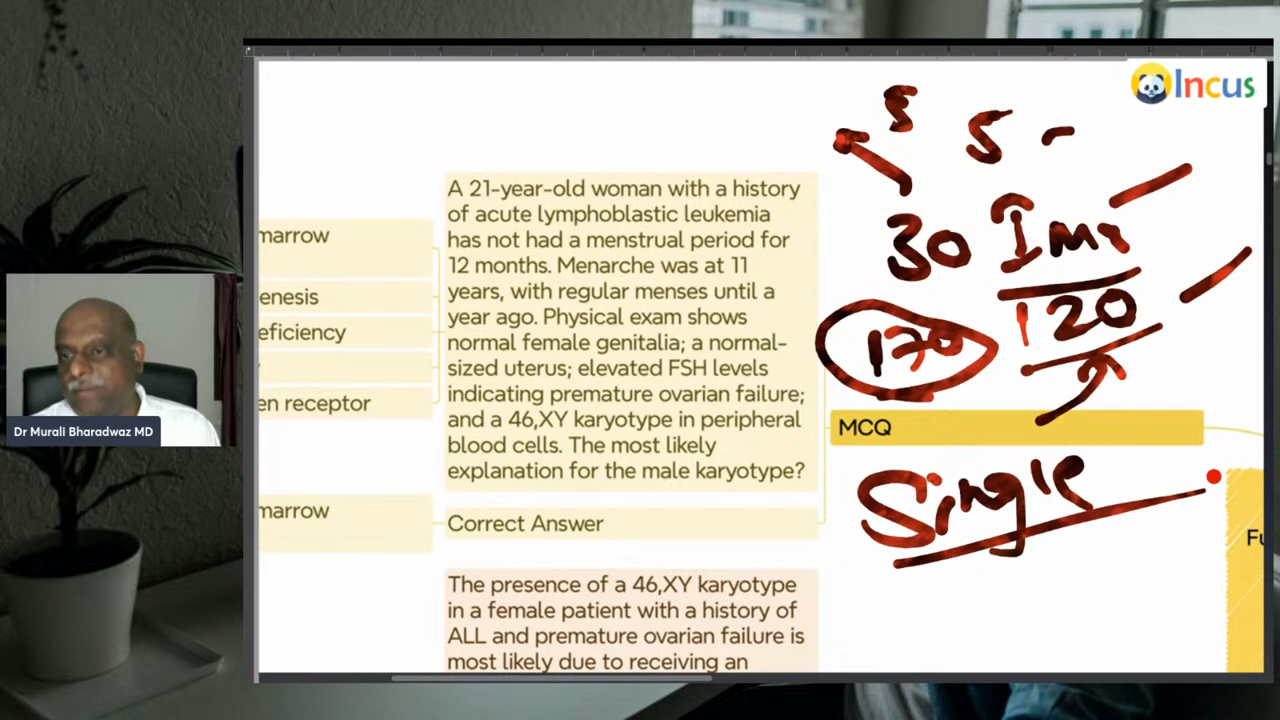 Incus
marrow
enesis
eficiency
en receptor
marrow
A 21-year-old woman with a history
of acute lymphoblastic leukemia
has not had a menstrual period for
12 months. Menarche was at 11
years, with regular menses until a
year ago. Physical exam shows
normal female genitalia; a normal-
sized uterus; elevated FSH levels
indicating premature ovarian failure;
and a 46,XY karyotype in peripheral
blood cells. The most likely
explanation for the male karyotype?
Correct Answer
The presence of a 46,XY karyotype
in a female patient with a history of
ALL and premature ovarian failure is
most likely due to receiving an
5
30
120
170
MCQ
Single
Fu
Dr Murali Bharadwaz MD